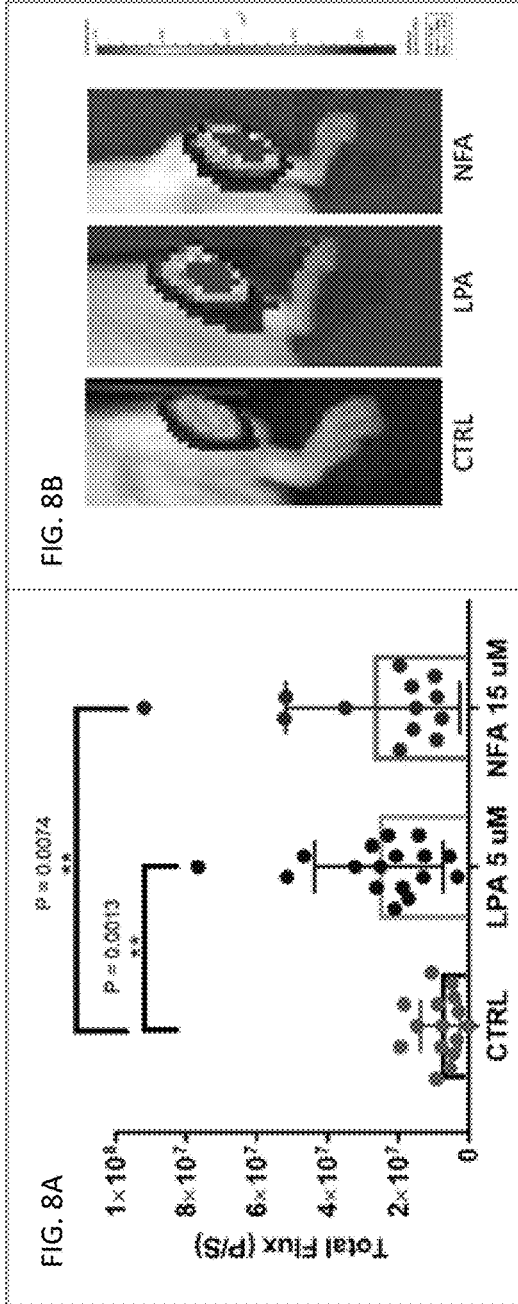 FIG. 8A
P = 0.0074
**
P = 0.0013
**
Total Flux (P/S)
1×10⁸
8×10⁷
6×10⁷
4×10⁷
2×10⁷
0
CTRL
LPA 5 uM
NFA 15 uM
FIG. 8B
CTRL
LPA
NFA